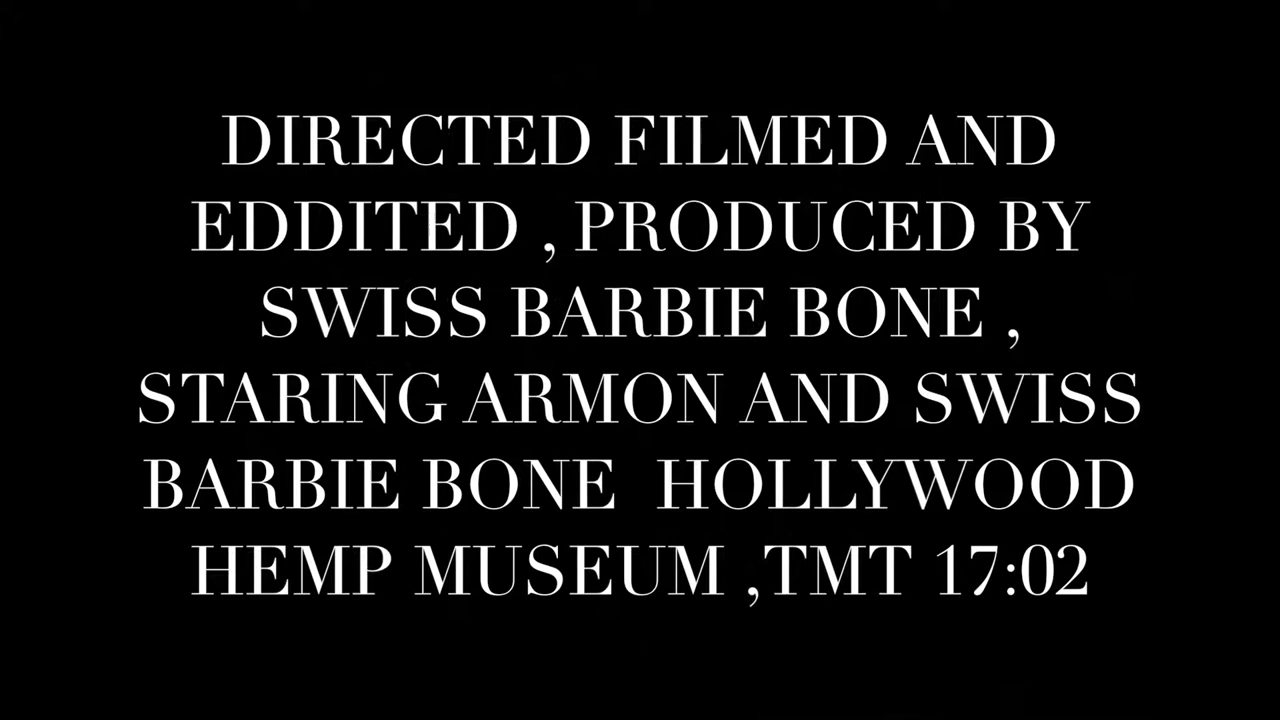 DIRECTED FILMED AND
EDDITED , PRODUCED BY
SWISS BARBIE BONE ,
STARING ARMON AND SWISS
BARBIE BONE  HOLLYWOOD
HEMP MUSEUM ,TMT 17:02